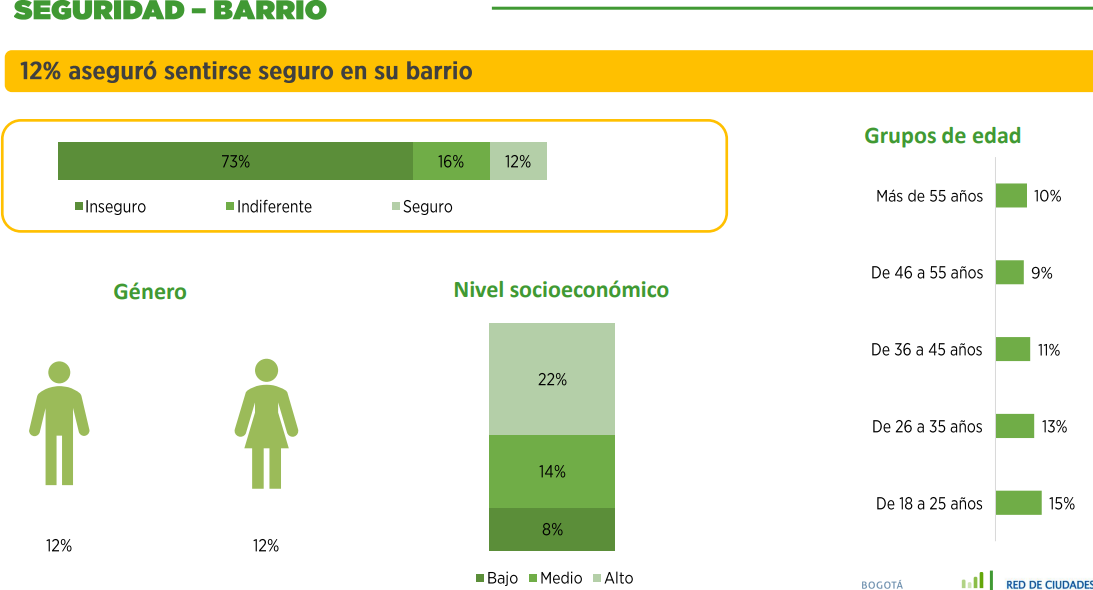 SEGURIDAD – BARRIO
12% aseguró sentirse seguro en su barrio
73% 16% 12%
Inseguro Indiferente Seguro
Género
12% 12%
Nivel socioeconómico
22%
14%
8%
Bajo Medio Alto
Grupos de edad
Más de 55 años 10%
De 46 a 55 años 9%
De 36 a 45 años 11%
De 26 a 35 años 13%
De 18 a 25 años 15%
BOGOTÁ
RED DE CIUDADES